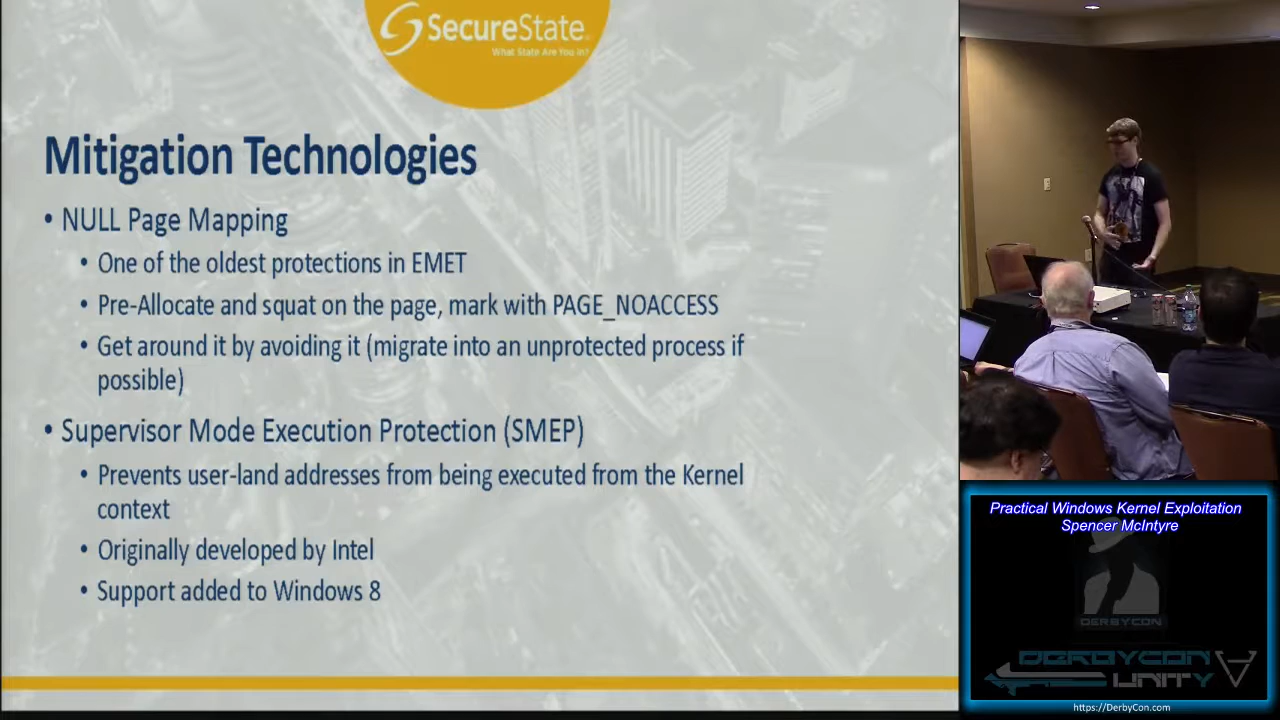 SecureState
What State Are You In?
Mitigation Technologies
• NULL Page Mapping
• One of the oldest protections in EMET
• Pre-Allocate and squat on the page, mark with PAGE_NOACCESS
• Get around it by avoiding it (migrate into an unprotected process if
possible)
• Supervisor Mode Execution Protection (SMEP)
• Prevents user-land addresses from being executed from the Kernel
context
• Originally developed by Intel
• Support added to Windows 8
Practical Windows Kernel Exploitation
Spencer McIntyre
DERBYCON
DERBYCON
UNITY
https://DerbyCon.com